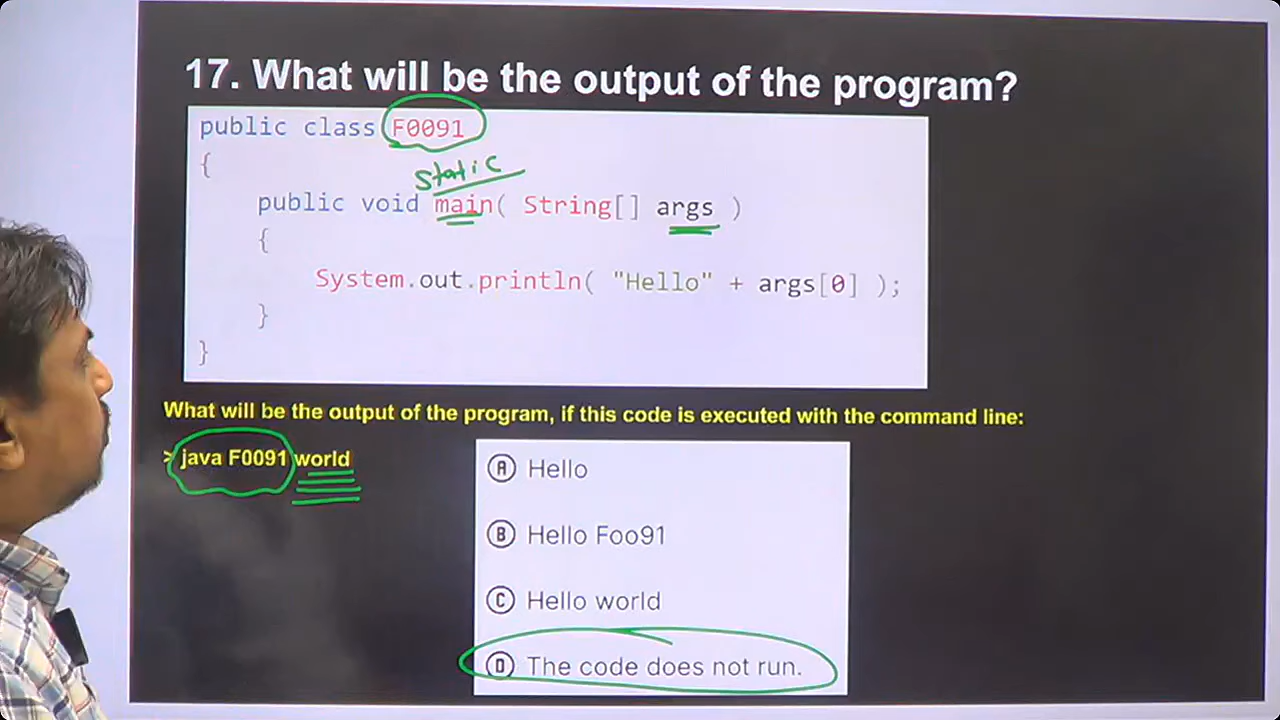 17. What will be the output of the program?
public class F0091
{
static
public void main( String[] args )
{
System.out.println( "Hello" + args[0] );
}
}
What will be the output of the program, if this code is executed with the command line:
> java F0091 world
A Hello
B Hello Foo91
C Hello world
D The code does not run.